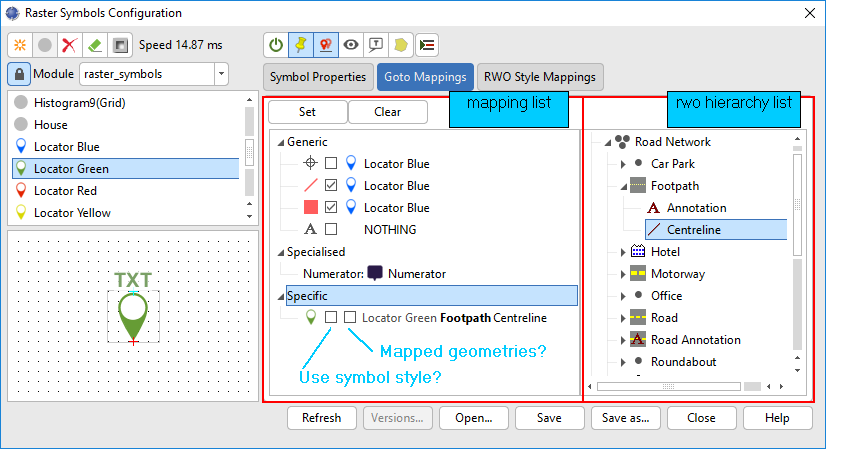 Raster Symbols Configuration
Speed 14.87 ms
Module raster_symbols
Symbol Properties Goto Mappings RWO Style Mappings
Histogram9(Grid)
House
Locator Blue
Locator Green
Locator Red
Locator Yellow
TXT
Set Clear mapping list
Generic
Locator Blue
Locator Blue
Locator Blue
A NOTHING
Specialised
Numerator: Numerator
Specific
Locator Green Footpath Centreline
Mapped geometries?
Use symbol style?
rwo hierarchy list
Road Network
Car Park
Footpath
A Annotation
Centreline
Hotel
Motorway
Office
Road
A Road Annotation
Roundabout
Refresh Versions... Open... Save Save as... Close Help